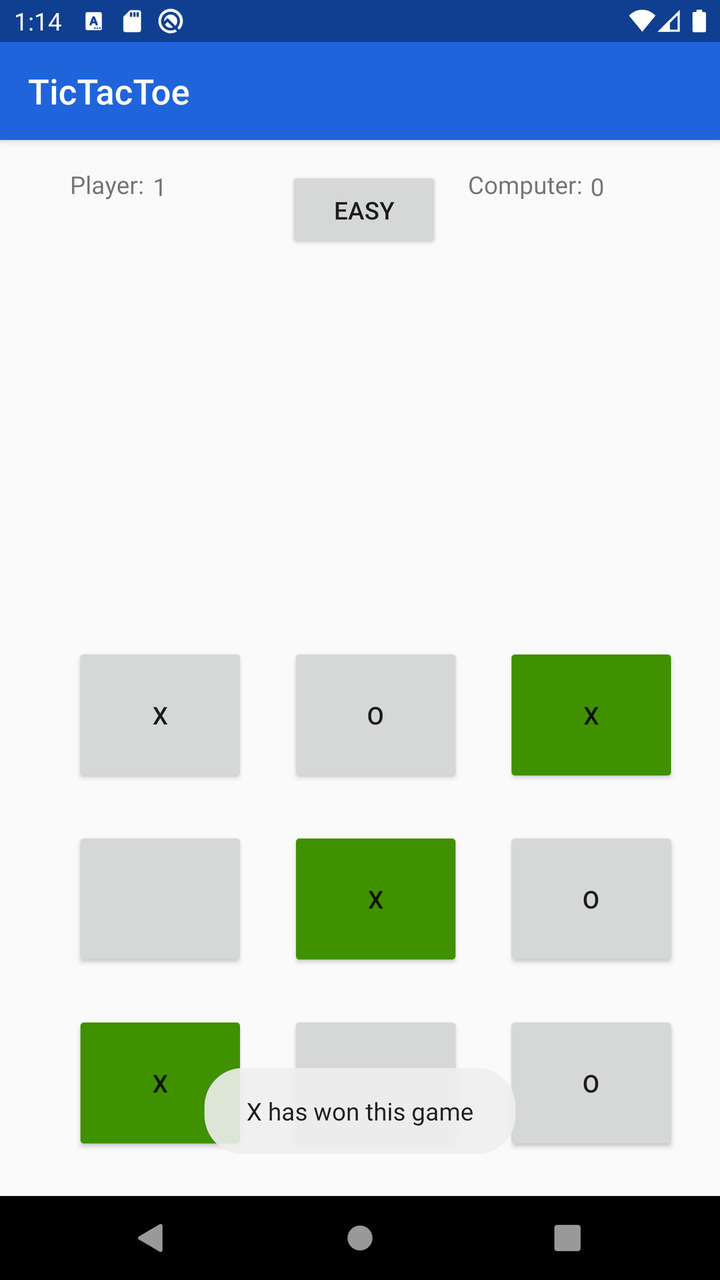 1:14
TicTacToe
Player: 1
EASY
Computer: 0
X O X
X O
X O
X has won this game